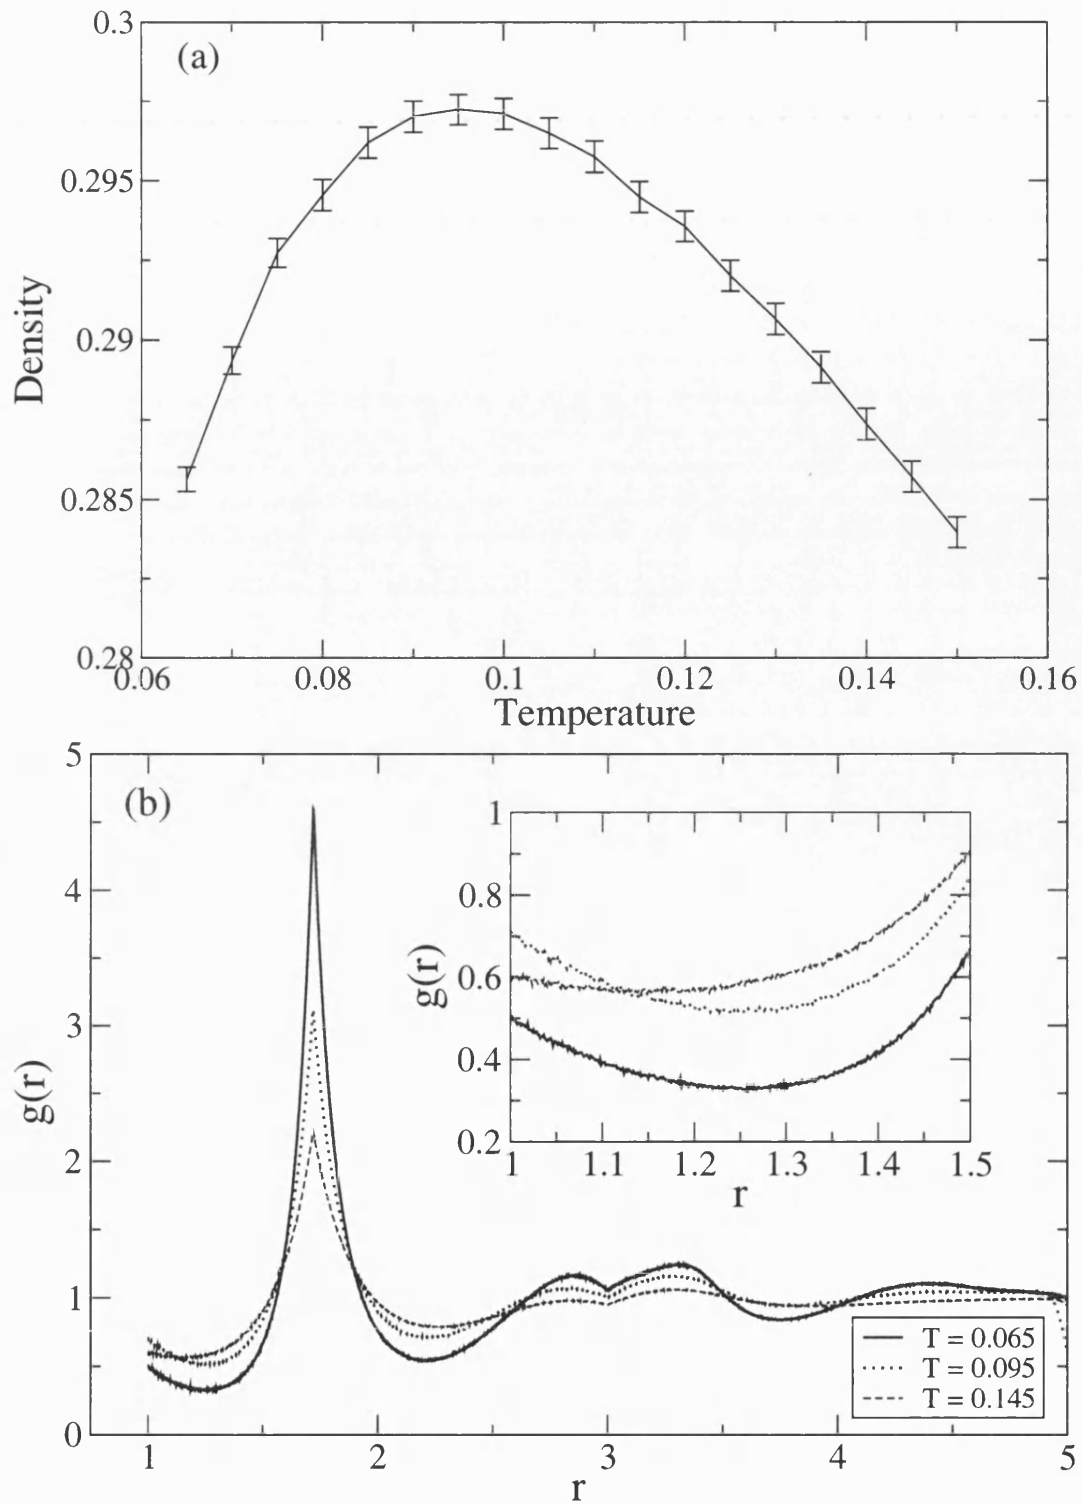 (a)
0.3
0.295
0.29
0.285
0.28
Density
0.06 0.08 0.1 0.12 0.14 0.16
Temperature
(b)
5
4
3
2
1
0
g(r)
1 2 3 4 5
r
1
0.8
0.6
0.4
0.2
g(r)
1 1.1 1.2 1.3 1.4 1.5
r
T = 0.065
T = 0.095
T = 0.145